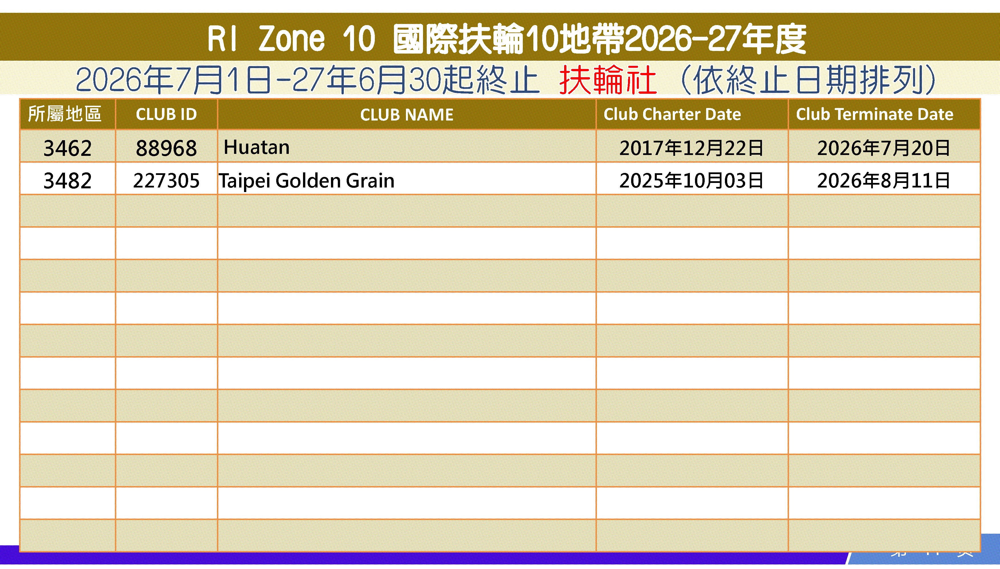 RI Zone 10 國際扶輪10地帶2026-27年度
2026年7月1日-27年6月30起終止 扶輪社 (依終止日期排列)
所屬地區 CLUB ID CLUB NAME Club Charter Date Club Terminate Date
3462 88968 Huatan 2017年12月22日 2026年7月20日
3482 227305 Taipei Golden Grain 2025年10月03日 2026年8月11日